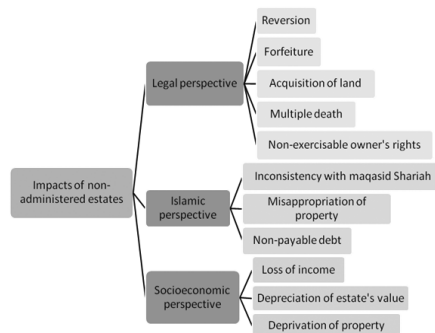 Impacts of non-
administered estates
Legal perspective
Reversion
Forfeiture
Acquisition of land
Multiple death
Non-exercisable owner's rights
Islamic
perspective
Inconsistency with maqasid Shariah
Misappropriation of
property
Non-payable debt
Socioeconomic
perspective
Loss of income
Depreciation of estate's value
Deprivation of property